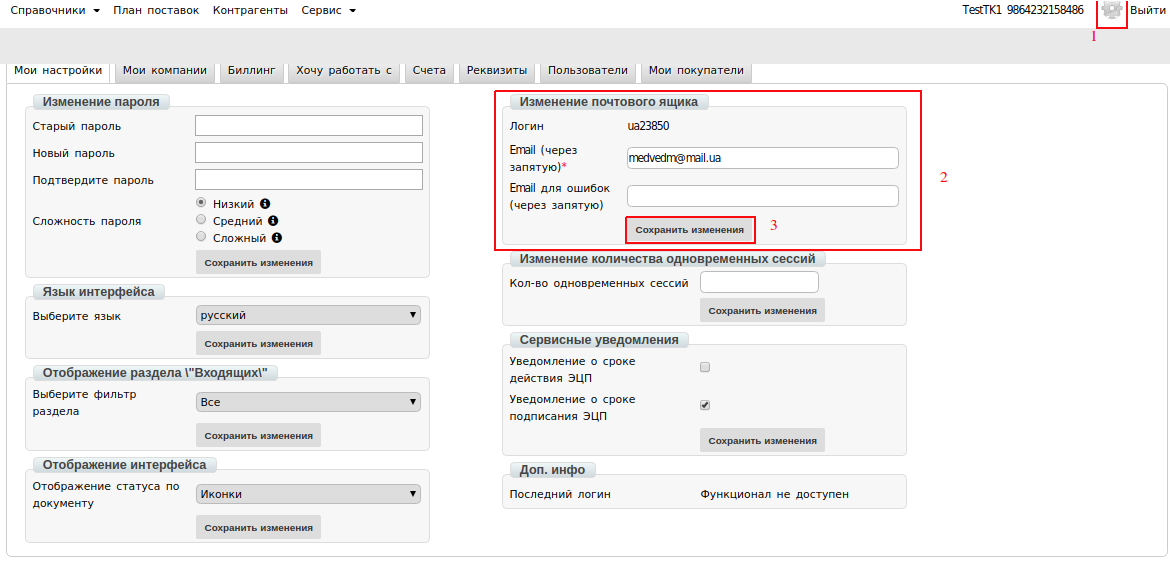 Справочники План поставок Контрагенты Сервис TestTK1 9864232158486 Выйти
1
Мои настройки Мои компании Биллинг Хочу работать с Счета Реквизиты Пользователи Мои покупатели
Изменение пароля
Старый пароль
Новый пароль
Подтвердите пароль
Сложность пароля
Низкий
Средний
Сложный
Сохранить изменения
Язык интерфейса
Выберите язык русский
Сохранить изменения
Отображение раздела \"Входящих\"
Выберите фильтр
раздела
Все
Сохранить изменения
Отображение интерфейса
Отображение статуса по
документу
Иконки
Сохранить изменения
Изменение почтового ящика
Логин ua23850
Email (через
запятую)*
medvedm@mail.ua
2
Email для ошибок
(через запятую)
Сохранить изменения 3
Изменение количества одновременных сессий
Кол-во одновременных сессий
Сохранить изменения
Сервисные уведомления
Уведомление о сроке
действия ЭЦП
Уведомление о сроке
подписания ЭЦП
Сохранить изменения
Доп. инфо
Последний логин Функционал не доступен